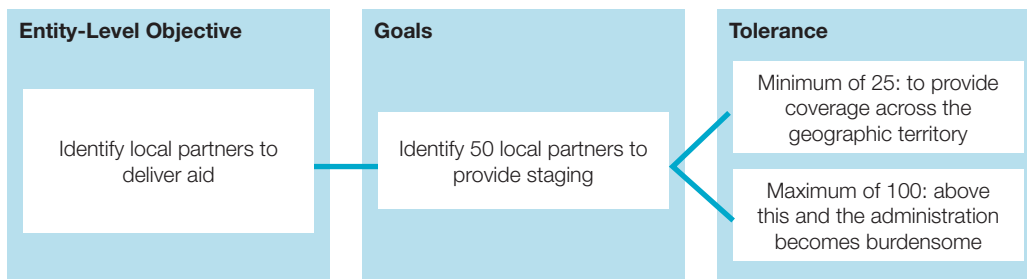 Entity-Level Objective
Identify local partners to
deliver aid
Goals
Identify 50 local partners to
provide staging
Tolerance
Minimum of 25: to provide
coverage across the
geographic territory
Maximum of 100: above
this and the administration
becomes burdensome